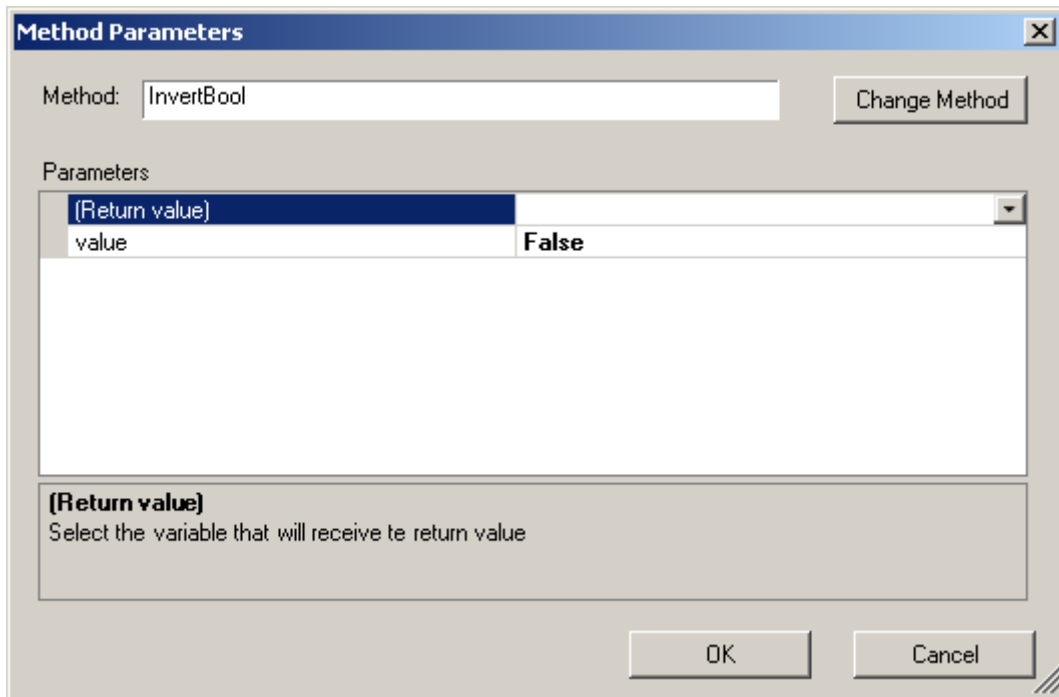 Method Parameters
Method: InvertBool Change Method
Parameters
(Return value)
value False
(Return value)
Select the variable that will receive te return value
OK Cancel